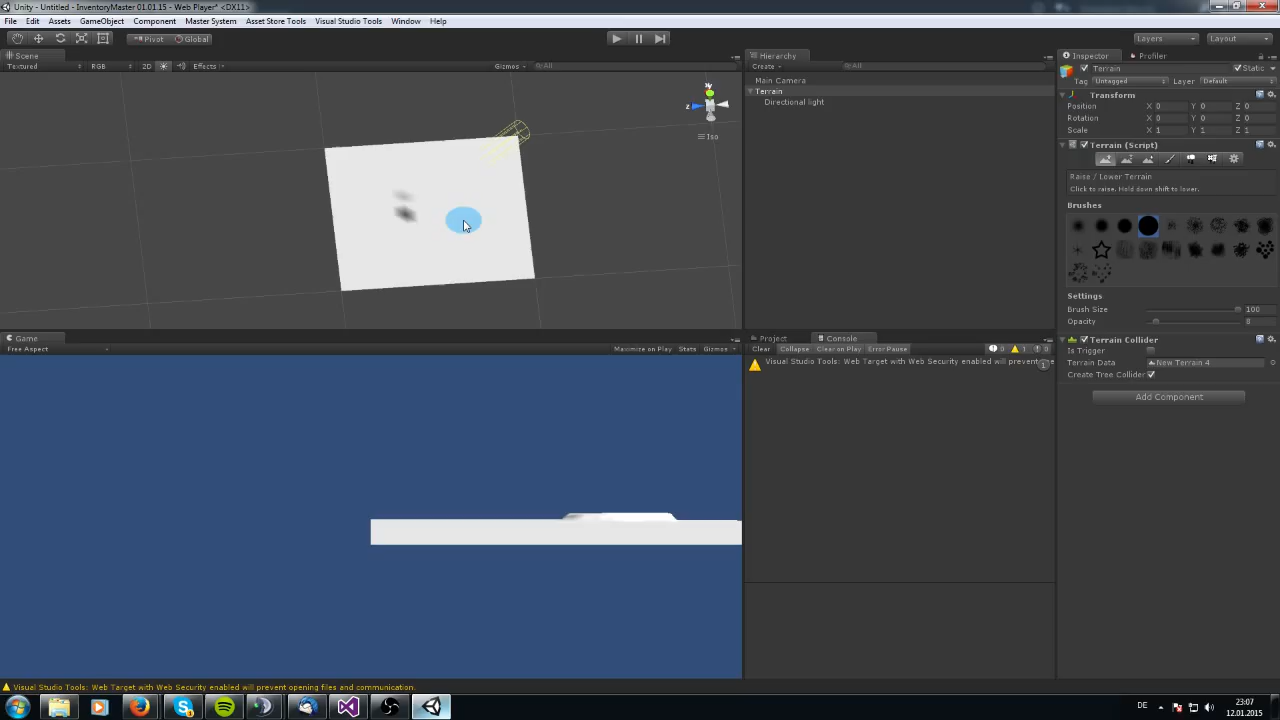 Unity - Untitled - InventoryMaster 01.01.15 - Web Player* <DX11>
File Edit Assets GameObject Component Master System Asset Store Tools Visual Studio Tools Window Help
Pivot Global Layers Layout
Scene
Textured RGB 2D Effects Gizmos All
y
z
Iso
Hierarchy
Create All
Main Camera
Terrain
Directional light
Inspector Profiler
Terrain Static
Tag Untagged Layer Default
Transform
Position X 0 Y 0 Z 0
Rotation X 0 Y 0 Z 0
Scale X 1 Y 1 Z 1
Terrain (Script)
Raise / Lower Terrain
Click to raise. Hold down shift to lower.
Brushes
Settings
Brush Size 100
Opacity 8
Terrain Collider
Is Trigger
Terrain Data New Terrain 4
Create Tree Collider
Add Component
Game
Free Aspect Maximize on Play Stats Gizmos
Project Console
Clear Collapse Clear on Play Error Pause 0 1 0
Visual Studio Tools: Web Target with Web Security enabled will prevent 1
Visual Studio Tools: Web Target with Web Security enabled will prevent opening files and communication.
DE 23:07
12.01.2015